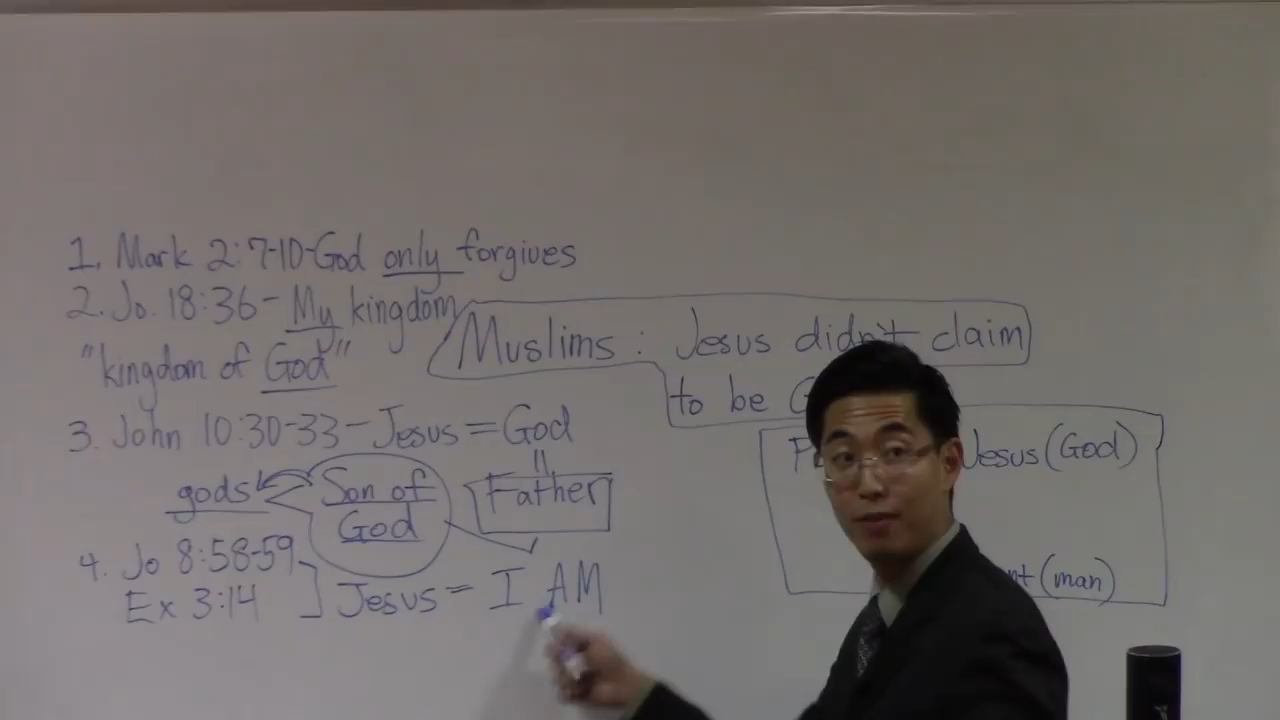 1. Mark 2:7-10-God only forgives
2. Jo. 18:36- My kingdom
"kingdom of God"
Muslims: Jesus didn't claim
to be
3. John 10:30-33-Jesus = God
=
Father
gods
Son of
God
4. Jo 8:58-59
Ex 3:14
Jesus = I AM
Jesus (God)
(man)